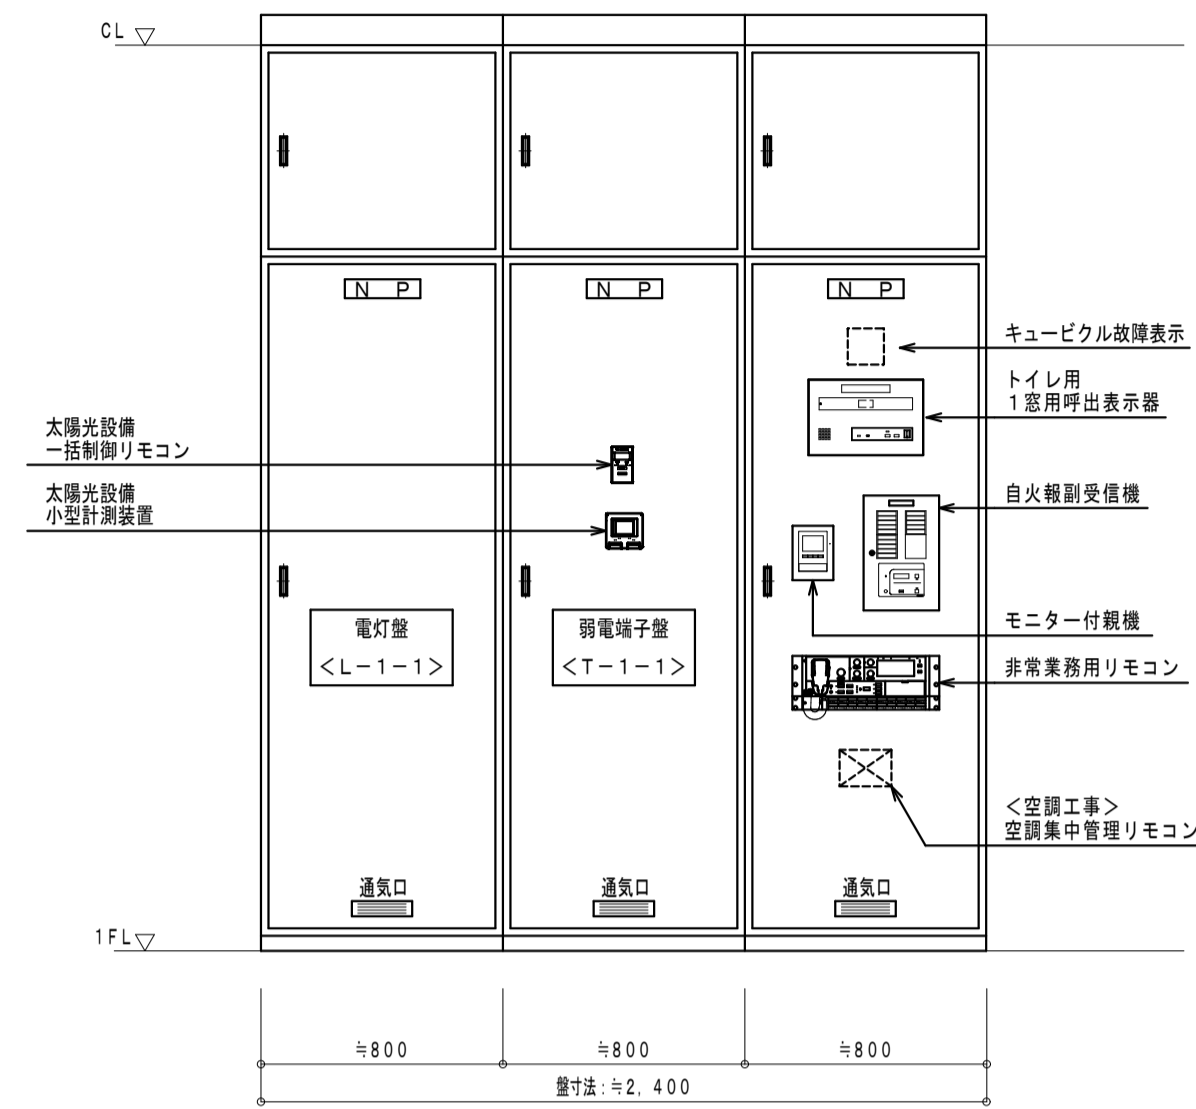 CL
N P
N P
N P
キュービクル故障表示
トイレ用
1窓用呼出表示器
太陽光設備
一括制御リモコン
太陽光設備
小型計測装置
自火報副受信機
電灯盤
<L-1-1>
弱電端子盤
<T-1-1>
モニター付親機
非常業務用リモコン
<空調工事>
空調集中管理リモコン
通気口
通気口
通気口
1FL
≒800
≒800
≒800
盤寸法:≒2,400